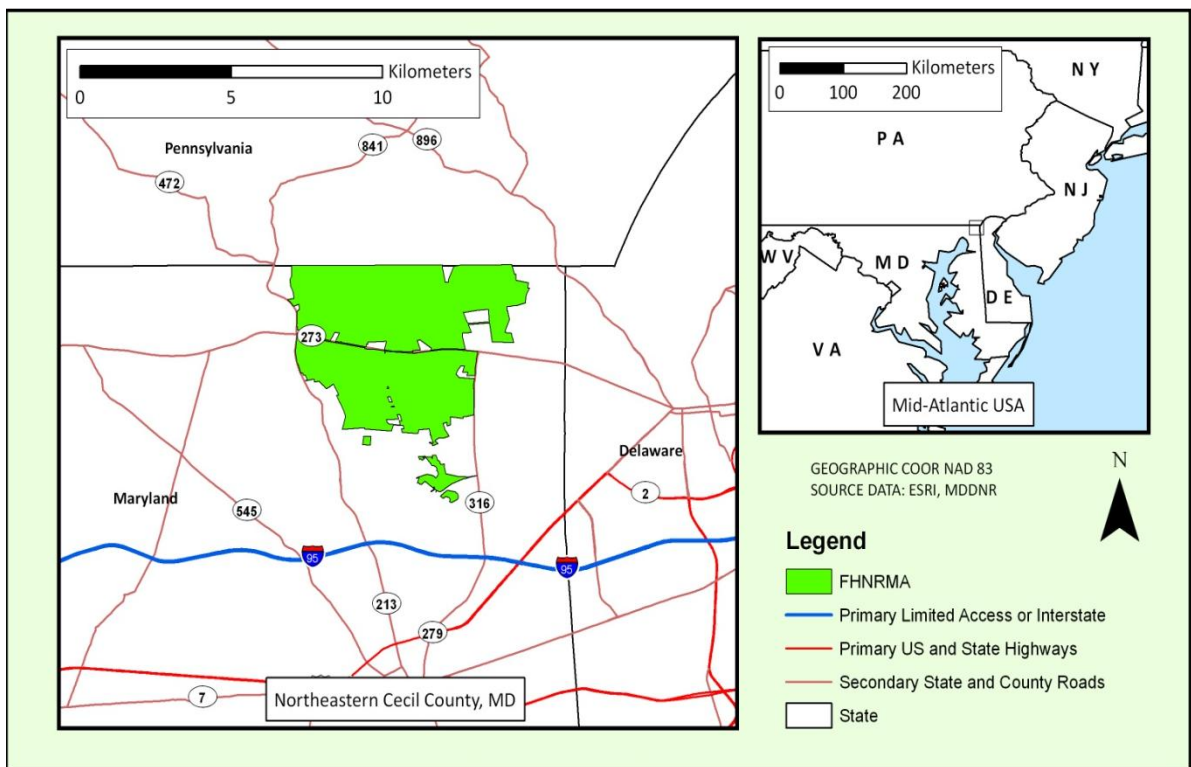 Kilometers
0 5 10
Pennsylvania
841
896
472
273
Delaware
Maryland
2
545
316
95
95
213
279
7
Northeastern Cecil County, MD
Kilometers
0 100 200
N Y
P A
N J
W V
M D
D E
V A
Mid-Atlantic USA
GEOGRAPHIC COOR NAD 83
SOURCE DATA: ESRI, MDDNR
N
Legend
FHNRMA
Primary Limited Access or Interstate
Primary US and State Highways
Secondary State and County Roads
State